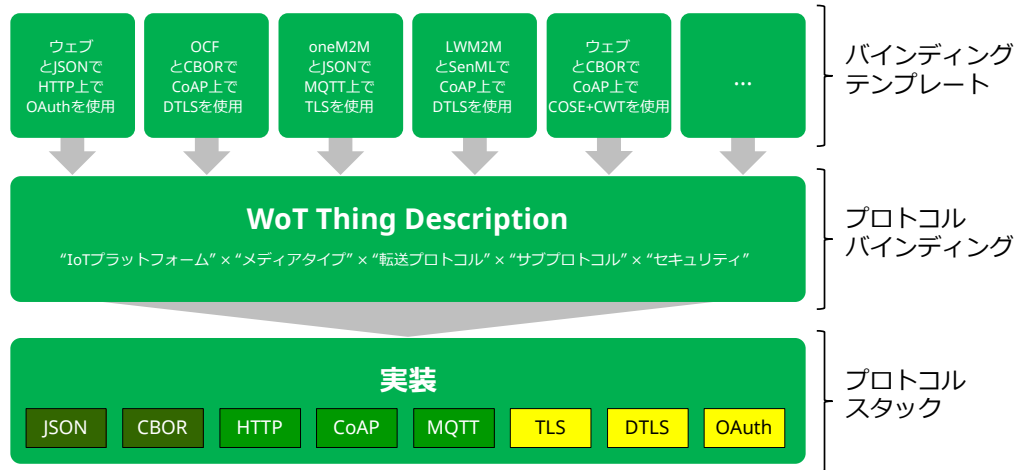 ウェブ
とJSONで
HTTP上で
OAuthを使用
OCF
とCBORで
CoAP上で
DTLSを使用
oneM2M
とJSONで
MQTT上で
TLSを使用
LWM2M
とSenMLで
CoAP上で
DTLSを使用
ウェブ
とCBORで
CoAP上で
COSE+CWTを使用
...
バインディング
テンプレート
WoT Thing Description
“IoTプラットフォーム” × “メディアタイプ” × “転送プロトコル” × “サブプロトコル” × “セキュリティ”
プロトコル
バインディング
実装
JSON
CBOR
HTTP
CoAP
MQTT
TLS
DTLS
OAuth
プロトコル
スタック